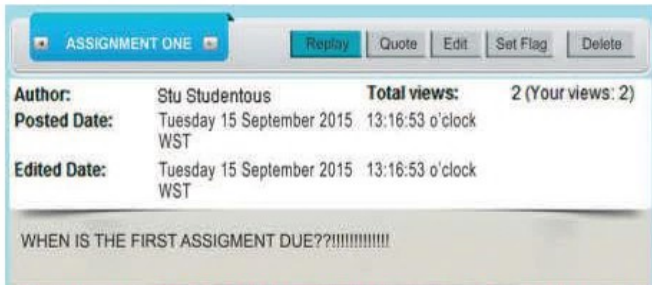 ASSIGNMENT ONE
Replay Quote Edit Set Flag Delete
Author: Stu Studentous Total views: 2 (Your views: 2)
Posted Date: Tuesday 15 September 2015 13:16:53 o'clock
WST
Edited Date: Tuesday 15 September 2015 13:16:53 o'clock
WST
WHEN IS THE FIRST ASSIGMENT DUE??!!!!!!!!!!!!!